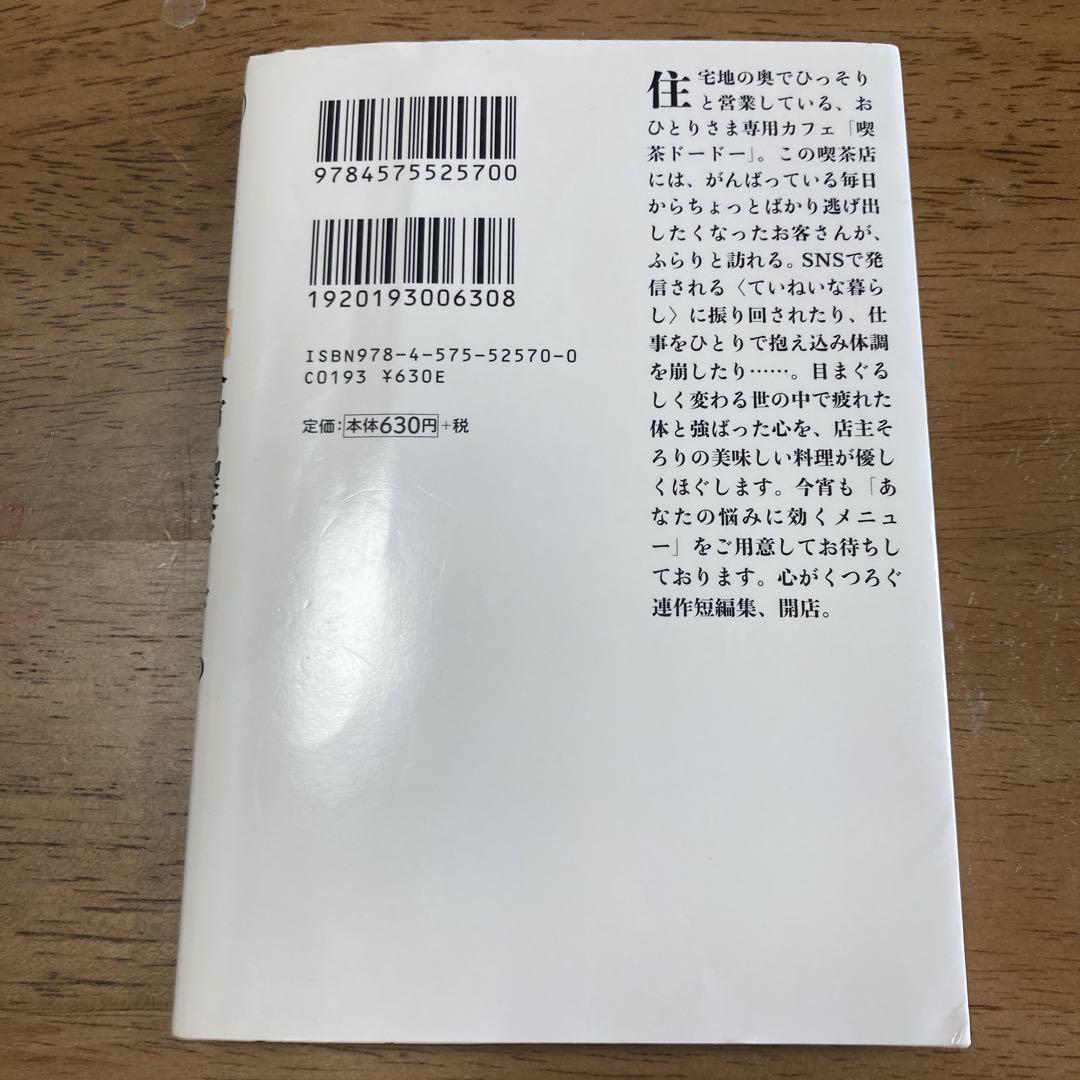 9784575525700
1920193006308
ISBN978-4-575-52570-0
C0193 ¥630E
定価：本体630円+税
住宅地の奥でひっそり
と営業している、お
ひとりさま専用カフェ「喫
茶ドードー」。この喫茶店
には、がんばっている毎日
からちょっとばかり逃げ出
したくなったお客さんが、
ふらりと訪れる。SNSで発
信される〈ていねいな暮ら
し〉に振り回されたり、仕
事をひとりで抱え込み体調
を崩したり……。目まぐる
しく変わる世の中で疲れた
体と強ばった心を、店主そ
ろりの美味しい料理が優し
くほぐします。今宵も「あ
なたの悩みに効くメニュ
ー」をご用意してお待ちし
ております。心がくつろぐ
連作短編集、開店。